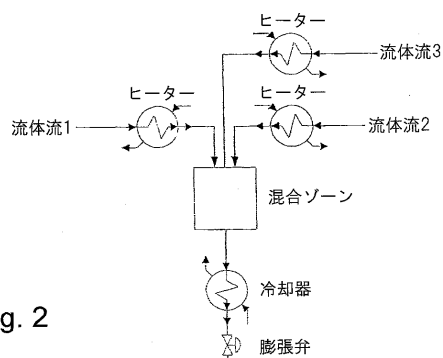 ヒーター
流体流3
ヒーター
ヒーター
流体流1
流体流2
混合ゾーン
冷却器
g. 2
膨張弁